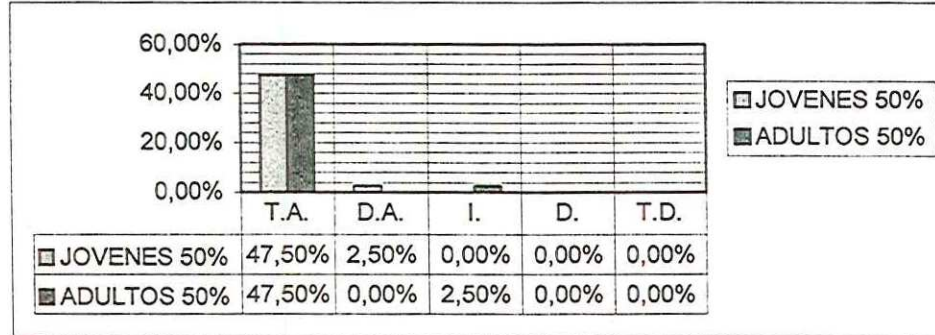 60,00%
40,00%
20,00%
0,00%
JOVENES 50%
ADULTOS 50%
T.A. D.A. I. D. T.D.
JOVENES 50% 47,50% 2,50% 0,00% 0,00% 0,00%
ADULTOS 50% 47,50% 0,00% 2,50% 0,00% 0,00%